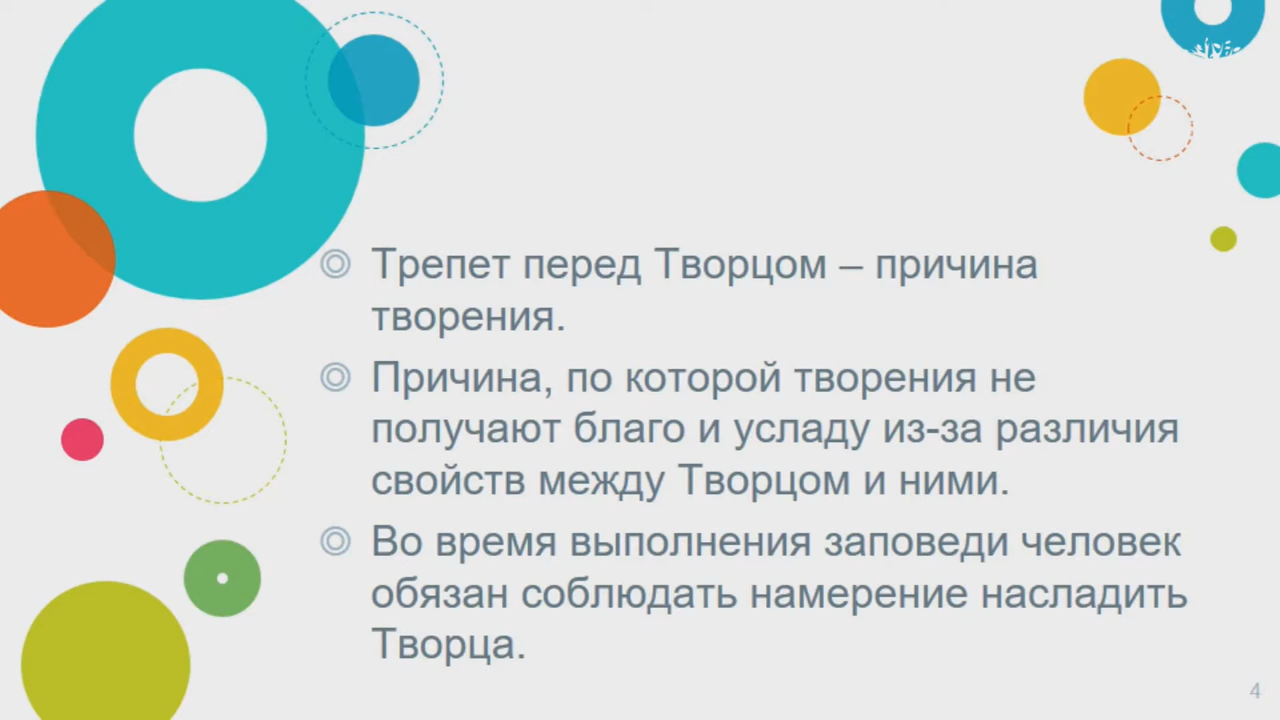 Трепет перед Творцом – причина
творения.
Причина, по которой творения не
получают благо и усладу из-за различия
свойств между Творцом и ними.
Во время выполнения заповеди человек
обязан соблюдать намерение насладить
Творца.
4